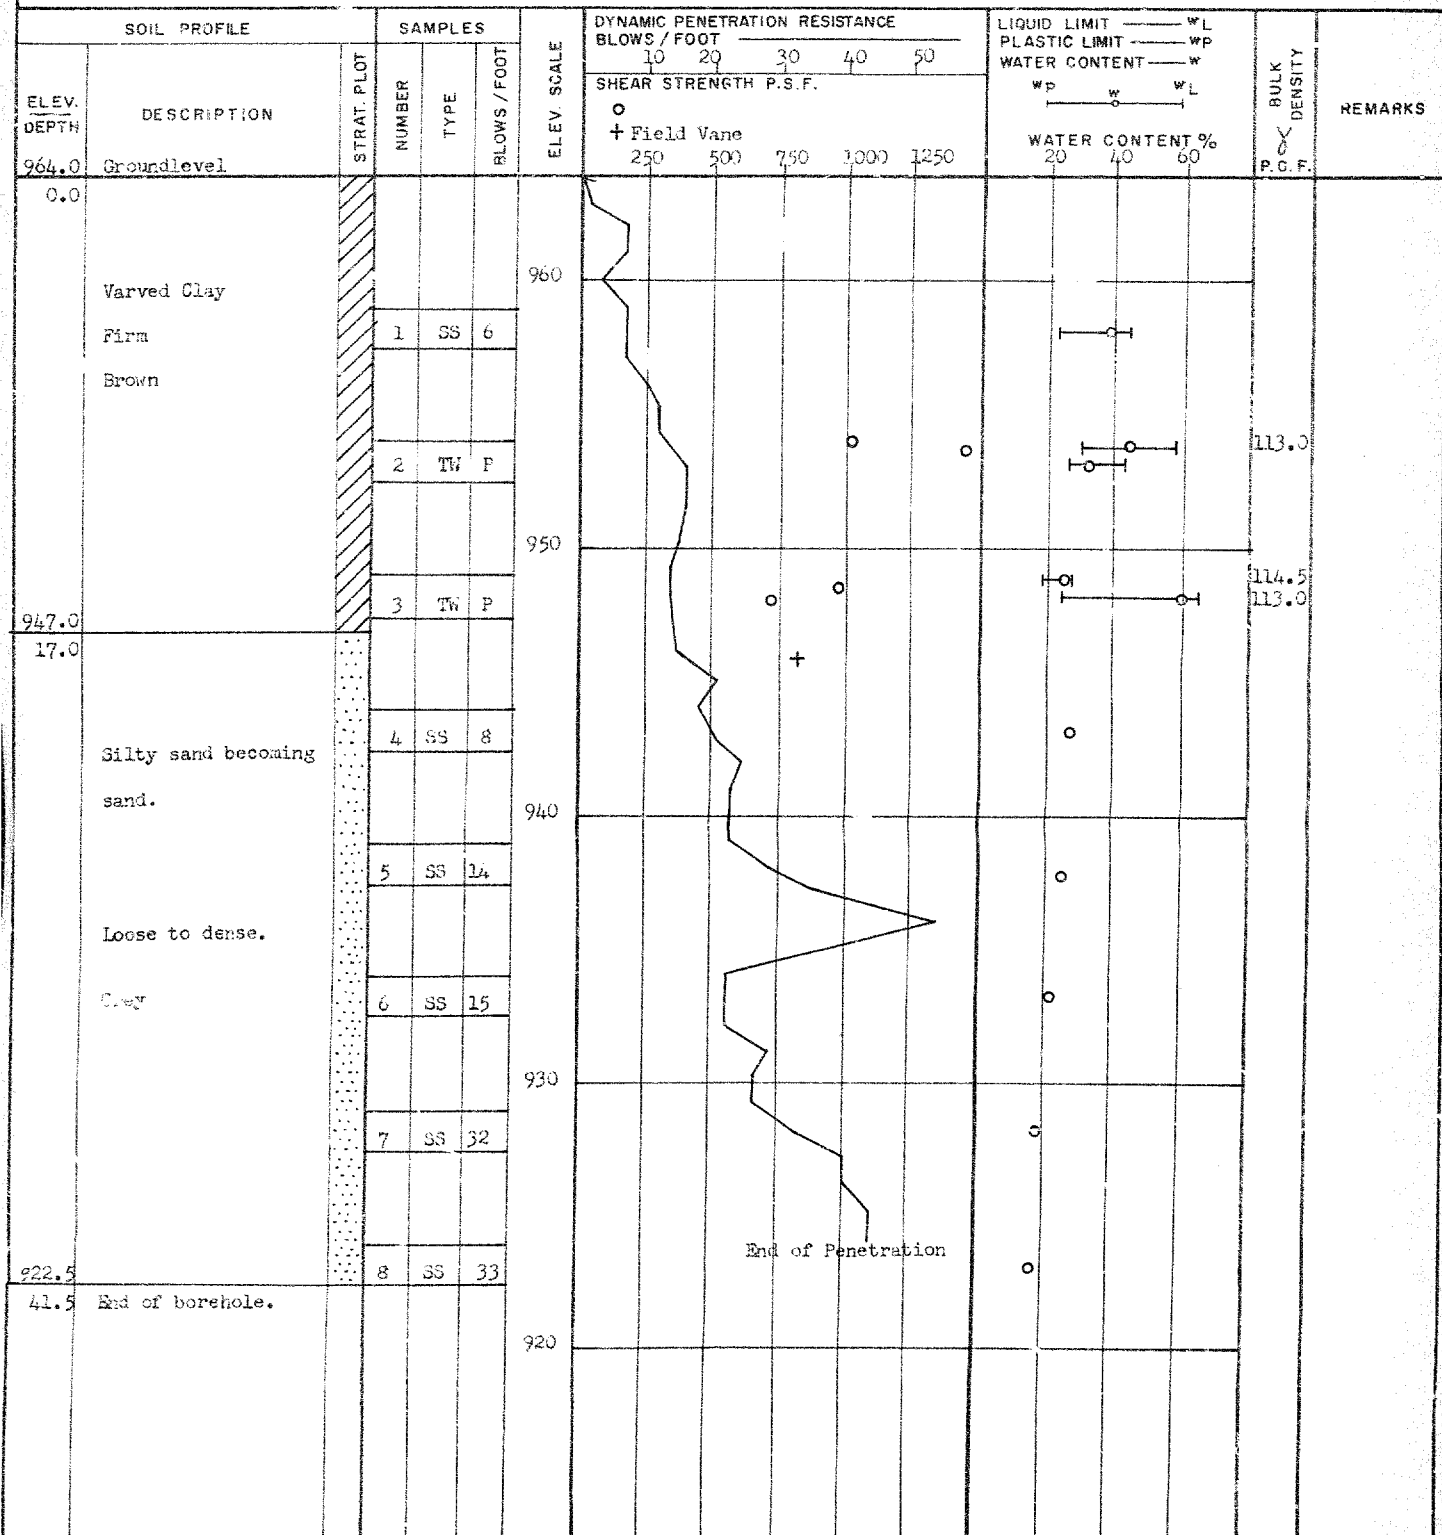 SOIL PROFILE
SAMPLES
ELEV. SCALE
DYNAMIC PENETRATION RESISTANCE
BLOWS / FOOT
10 20 30 40 50
SHEAR STRENGTH P.S.F.
+ Field Vane
250 500 750 1000 1250
LIQUID LIMIT wL
PLASTIC LIMIT wP
WATER CONTENT w
wP w wL
WATER CONTENT %
20 40 60
BULK DENSITY
γ
P.C.F.
REMARKS
ELEV.
DEPTH
DESCRIPTION
STRAT. PLOT
NUMBER
TYPE
BLOWS / FOOT
964.0 Groundlevel
0.0
960
Varved Clay
Firm
1 SS 6
Brown
2 TW P
113.0
950
114.5
3 TW P
113.0
947.0
17.0
4 SS 8
Silty sand becoming
sand.
940
5 SS 14
Loose to dense.
Grey
6 SS 15
930
7 SS 32
End of Penetration
922.5
8 SS 33
41.5 End of borehole.
920